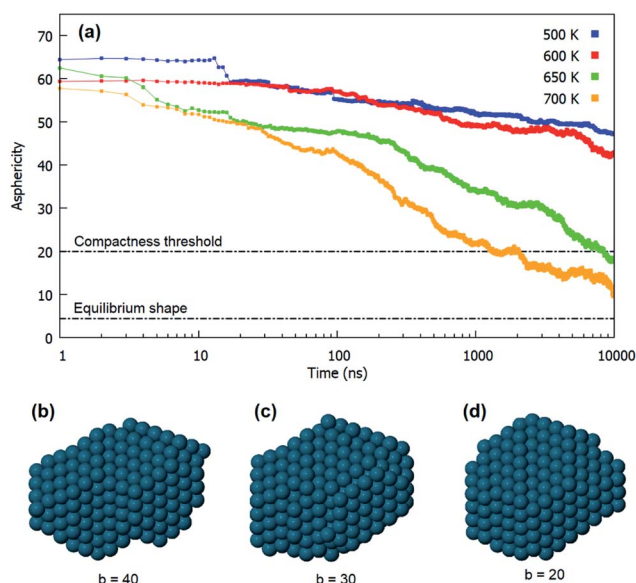 (a)
500 K
600 K
650 K
700 K
70
60
50
40
30
20
10
0
Asphericity
Compactness threshold
Equilibrium shape
1 10 100 1000 10000
Time (ns)
(b) (c) (d)
b = 40 b = 30 b = 20